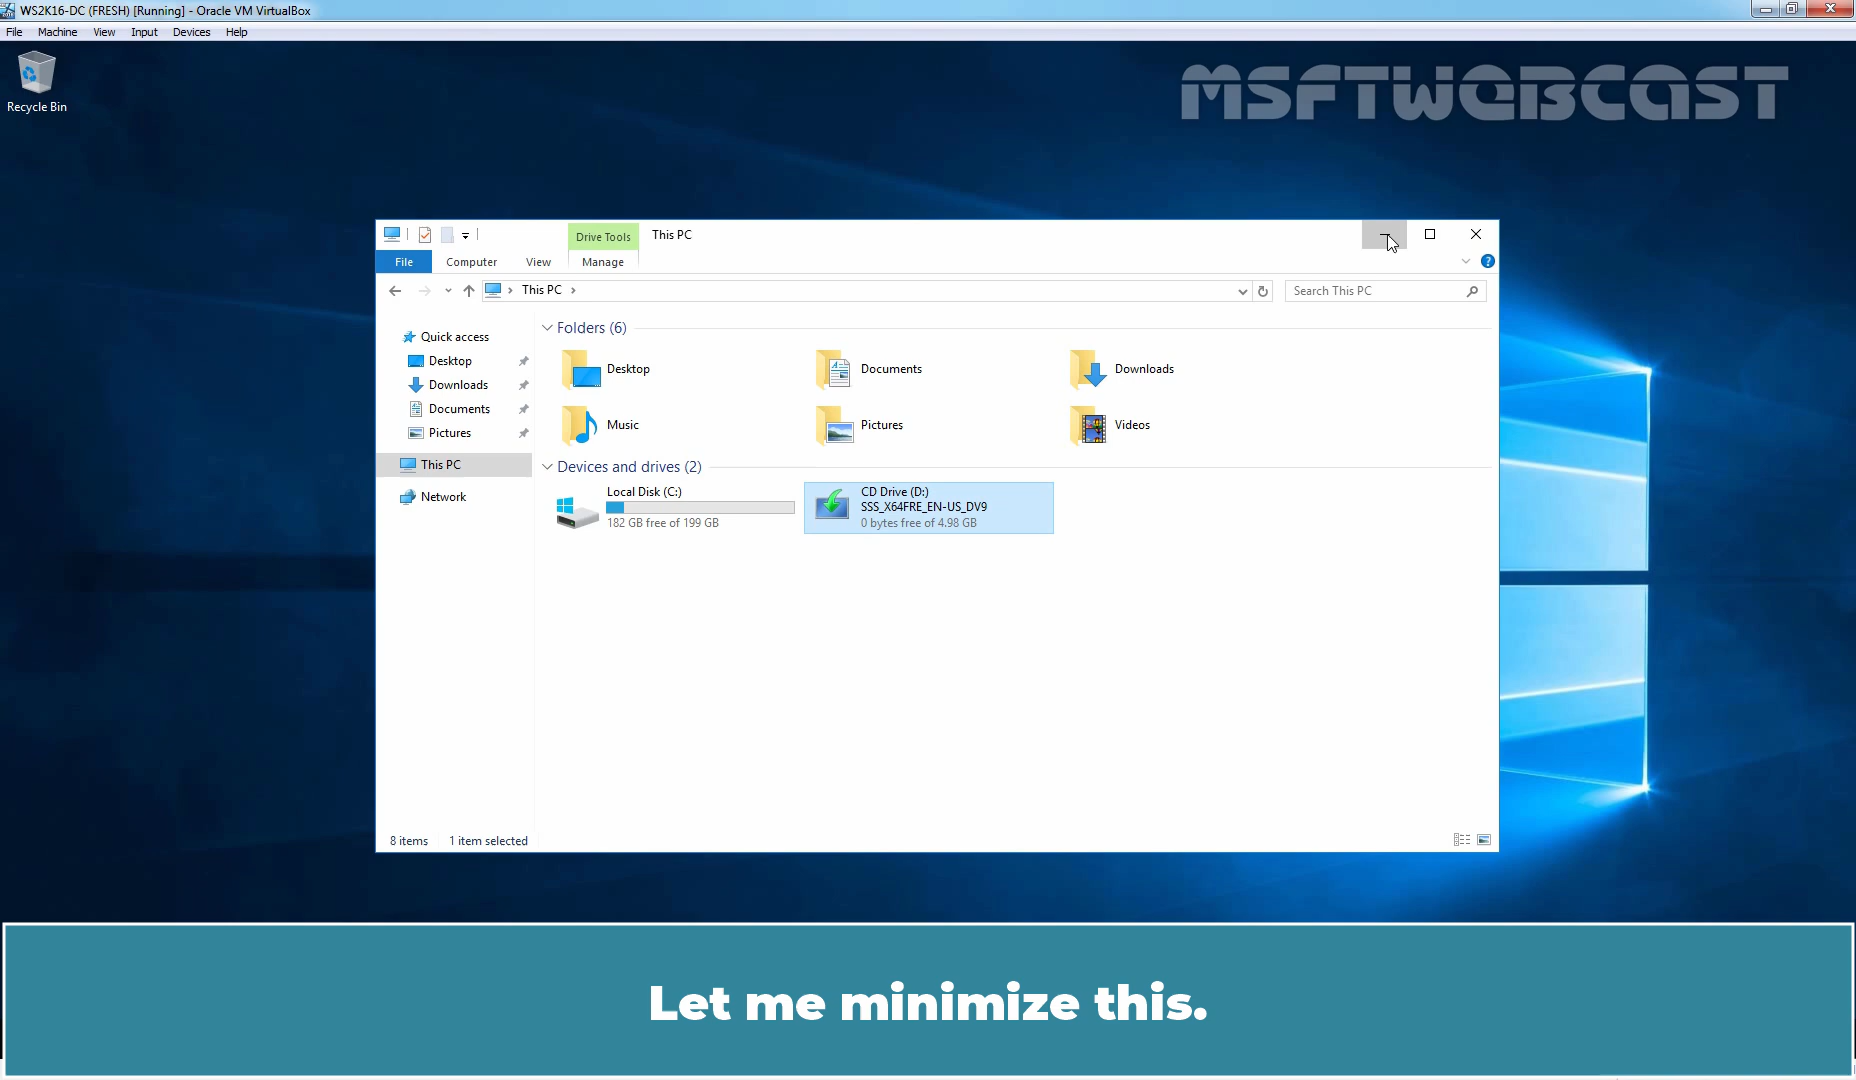 WS2K16-DC (FRESH) [Running] - Oracle VM VirtualBox
File Machine View Input Devices Help
Recycle Bin
MSFTWEBCAST
Drive Tools This PC
File Computer View Manage
This PC
Search This PC
Quick access
Desktop
Downloads
Documents
Pictures
This PC
Network
Folders (6)
Desktop Documents Downloads
Music Pictures Videos
Devices and drives (2)
Local Disk (C:)
182 GB free of 199 GB
CD Drive (D:)
SSS_X64FRE_EN-US_DV9
0 bytes free of 4.98 GB
8 items 1 item selected
Let me minimize this.